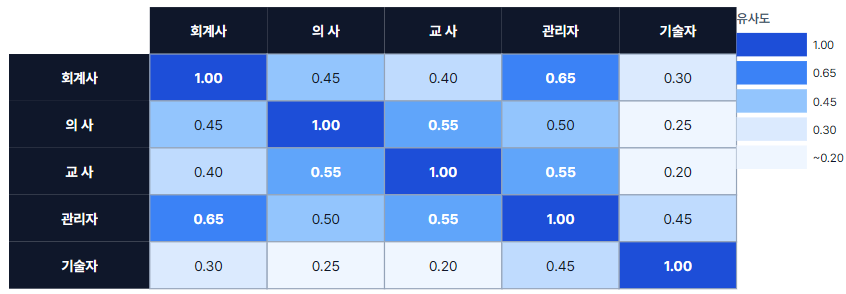 회계사 의 사 교 사 관리자 기술자
회계사 1.00 0.45 0.40 0.65 0.30
의 사 0.45 1.00 0.55 0.50 0.25
교 사 0.40 0.55 1.00 0.55 0.20
관리자 0.65 0.50 0.55 1.00 0.45
기술자 0.30 0.25 0.20 0.45 1.00
유사도
1.00
0.65
0.45
0.30
~0.20